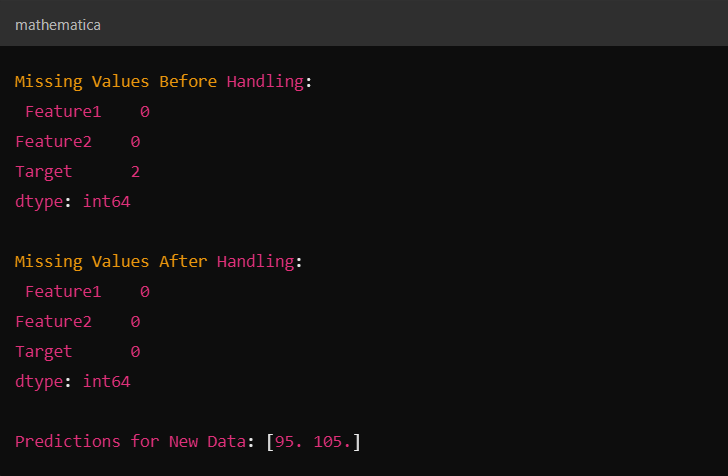 mathematica
Missing Values Before Handling:
Feature1    0
Feature2    0
Target      2
dtype: int64
Missing Values After Handling:
Feature1    0
Feature2    0
Target      0
dtype: int64
Predictions for New Data: [95. 105.]